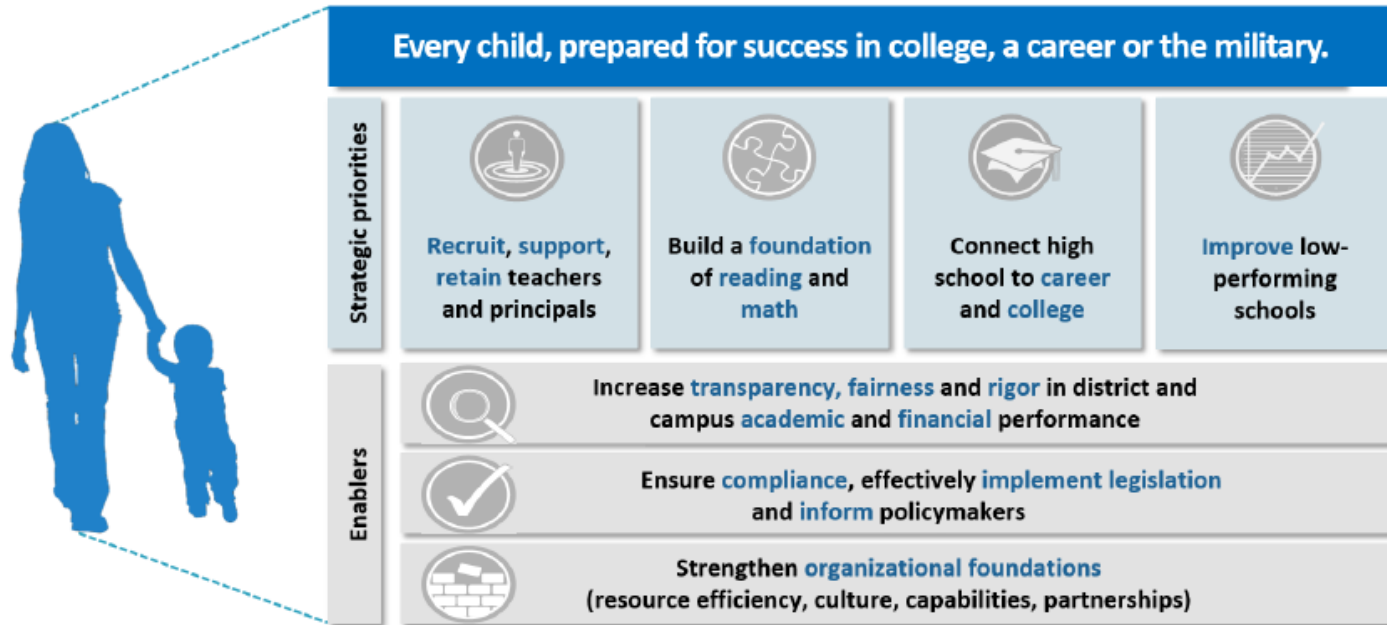 Every child, prepared for success in college, a career or the military.
Strategic priorities
Recruit, support,
retain teachers
and principals
Build a foundation
of reading and
math
Connect high
school to career
and college
Improve low-
performing
schools
Enablers
Increase transparency, fairness and rigor in district and
campus academic and financial performance
Ensure compliance, effectively implement legislation
and inform policymakers
Strengthen organizational foundations
(resource efficiency, culture, capabilities, partnerships)